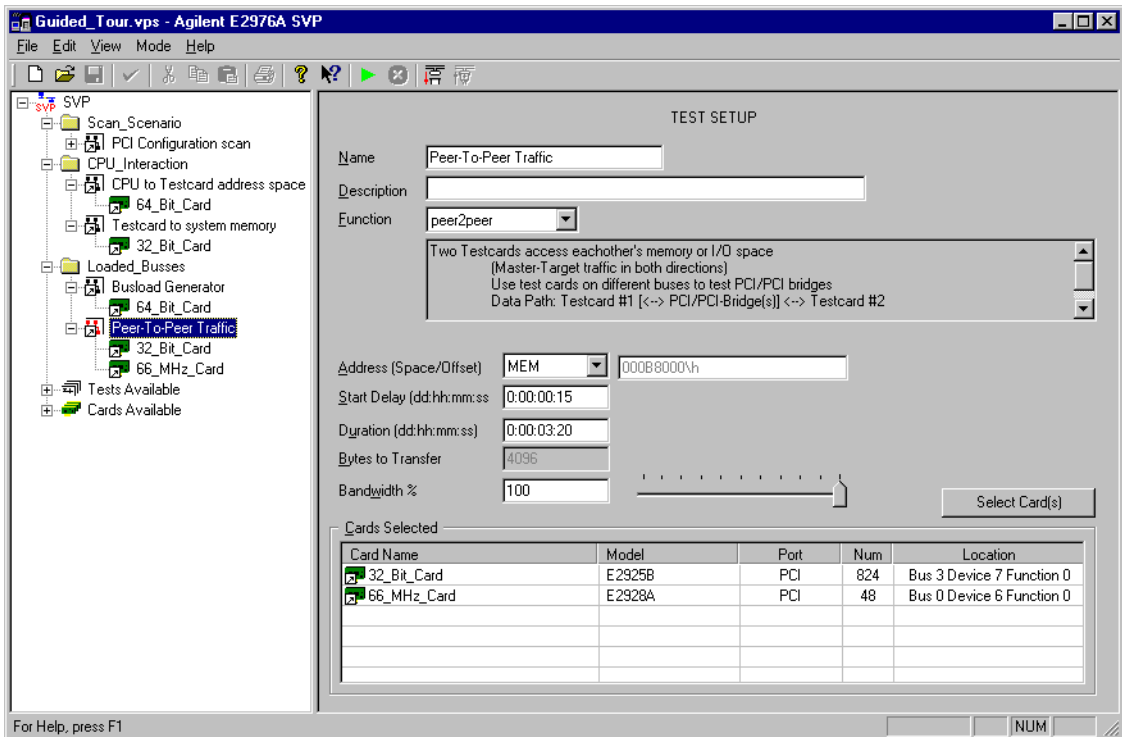 Guided_Tour.vps - Agilent E2976A SVP
File Edit View Mode Help
SVP
Scan_Scenario
PCI Configuration scan
CPU_Interaction
CPU to Testcard address space
64_Bit_Card
Testcard to system memory
32_Bit_Card
Loaded_Busses
Busload Generator
64_Bit_Card
Peer-To-Peer Traffic
32_Bit_Card
66_MHz_Card
Tests Available
Cards Available
TEST SETUP
Name Peer-To-Peer Traffic
Description
Function peer2peer
Two Testcards access eachother's memory or I/O space
(Master-Target traffic in both directions)
Use test cards on different buses to test PCI/PCI bridges
Data Path: Testcard #1 [<--> PCI/PCI-Bridge(s)] <--> Testcard #2
Address (Space/Offset) MEM 000B8000\h
Start Delay (dd:hh:mm:ss 0:00:00:15
Duration (dd:hh:mm:ss) 0:00:03:20
Bytes to Transfer 4096
Bandwidth % 100
Select Card(s)
Cards Selected
Card Name Model Port Num Location
32_Bit_Card E2925B PCI 824 Bus 3 Device 7 Function 0
66_MHz_Card E2928A PCI 48 Bus 0 Device 6 Function 0
For Help, press F1 NUM